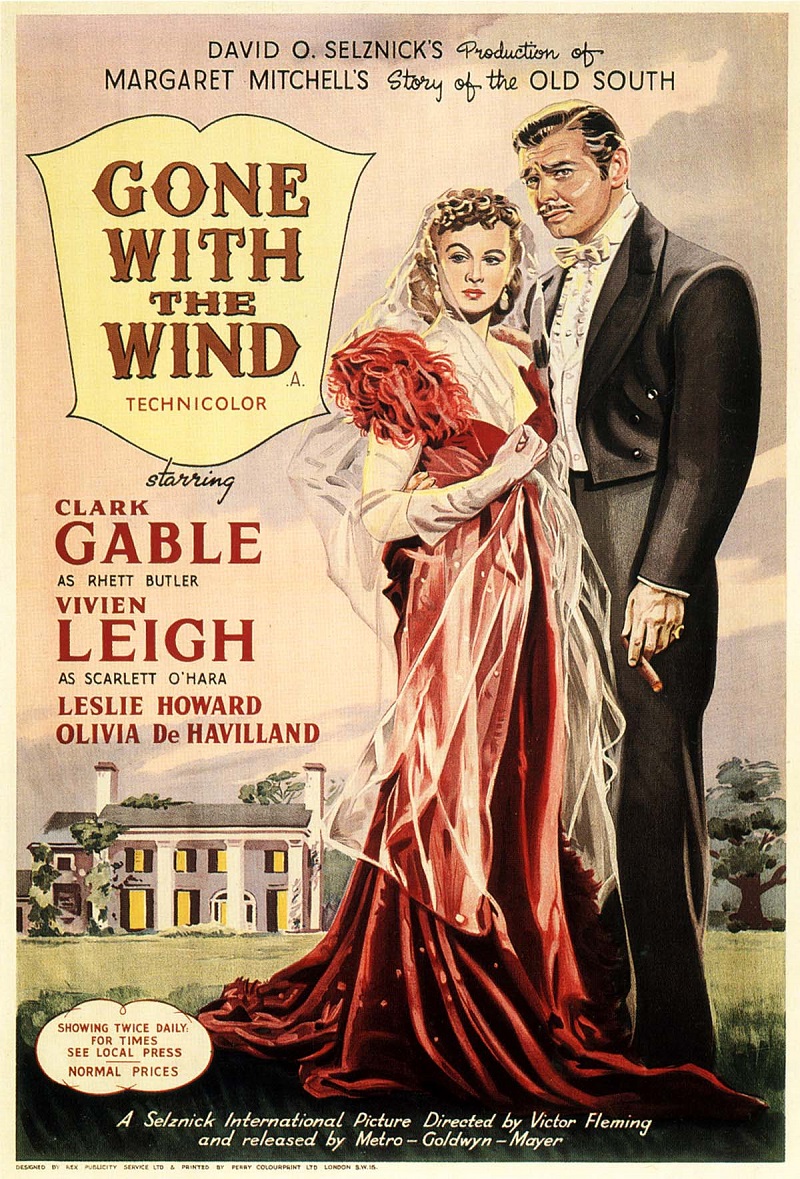 DAVID O. SELZNICK'S Production of
MARGARET MITCHELL'S Story of the OLD SOUTH
GONE
WITH
THE
WIND
.A.
TECHNICOLOR
starring
CLARK
GABLE
AS RHETT BUTLER
VIVIEN
LEIGH
AS SCARLETT O'HARA
LESLIE HOWARD
OLIVIA De HAVILLAND
SHOWING TWICE DAILY:
FOR TIMES
SEE LOCAL PRESS
NORMAL PRICES
A Selznick International Picture Directed by Victor Fleming
and released by Metro-Goldwyn-Mayer
DESIGNED BY REX PUBLICITY SERVICE LTD & PRINTED BY PERRY COLOURPRINT LTD LONDON S.W.15.